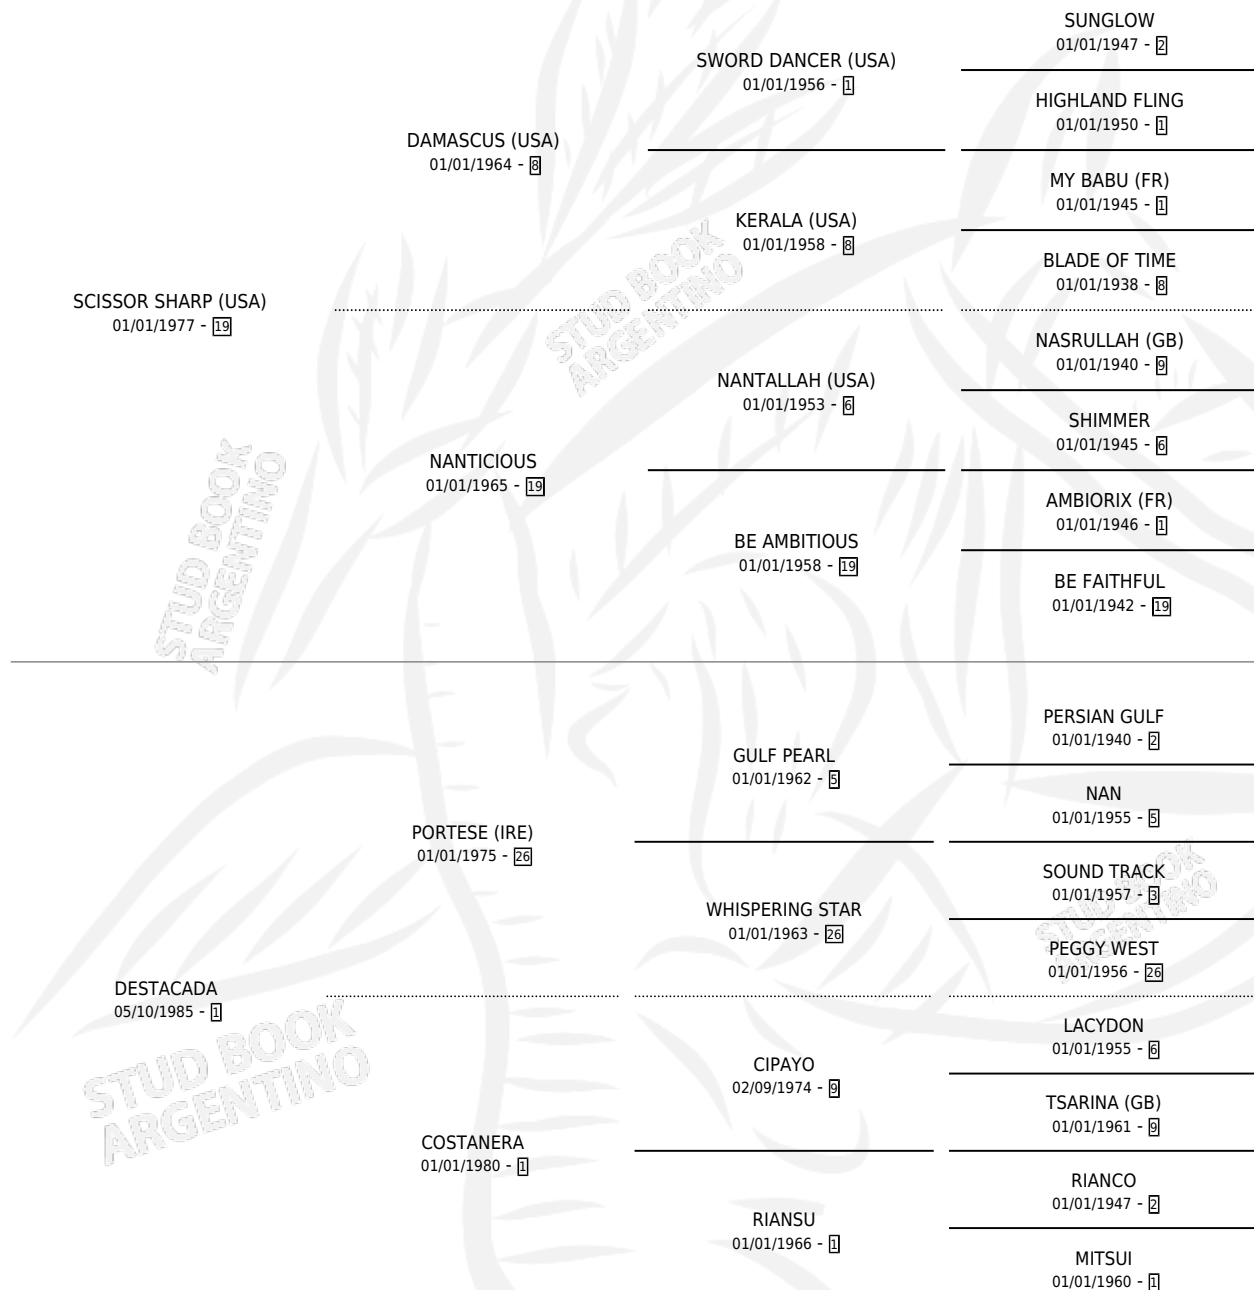 SUNGLOW
01/01/1947 - 2
SWORD DANCER (USA)
01/01/1956 - 1
HIGHLAND FLING
01/01/1950 - 1
DAMASCUS (USA)
01/01/1964 - 8
MY BABU (FR)
01/01/1945 - 1
KERALA (USA)
01/01/1958 - 8
BLADE OF TIME
01/01/1938 - 8
SCISSOR SHARP (USA)
01/01/1977 - 19
NASRULLAH (GB)
01/01/1940 - 9
NANTALLAH (USA)
01/01/1953 - 6
SHIMMER
01/01/1945 - 6
NANTICIOUS
01/01/1965 - 19
AMBIORIX (FR)
01/01/1946 - 1
BE AMBITIOUS
01/01/1958 - 19
BE FAITHFUL
01/01/1942 - 19
PERSIAN GULF
01/01/1940 - 2
GULF PEARL
01/01/1962 - 5
NAN
01/01/1955 - 5
PORTESE (IRE)
01/01/1975 - 26
SOUND TRACK
01/01/1957 - 3
WHISPERING STAR
01/01/1963 - 26
PEGGY WEST
01/01/1956 - 26
DESTACADA
05/10/1985 - 1
LACYDON
01/01/1955 - 6
CIPAYO
02/09/1974 - 9
TSARINA (GB)
01/01/1961 - 9
COSTANERA
01/01/1980 - 1
RIANCO
01/01/1947 - 2
RIANSU
01/01/1966 - 1
MITSUI
01/01/1960 - 1
STUD BOOK
ARGENTINO
STUD BOOK
ARGENTINO
STUD BOOK
ARGENTINO
STUD BOOK
ARGENTINO